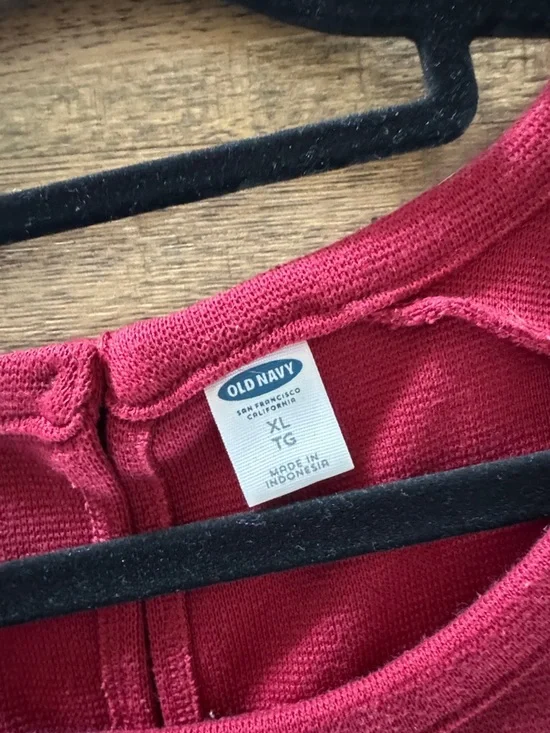 OLD NAVY
SAN FRANCISCO
CALIFORNIA
XL
TG
MADE IN
INDONESIA